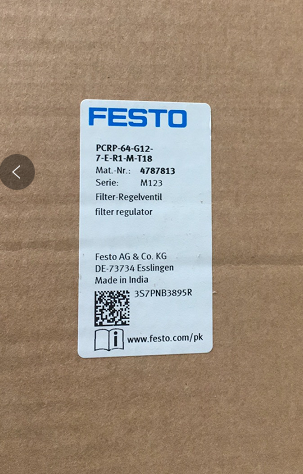 FESTO
PCRP-64-G12-
7-E-R1-M-T18
Mat.-Nr.: 4787813
Serie: M123
Filter-Regelventil
filter regulator
Festo AG & Co. KG
DE-73734 Esslingen
Made in India
3S7PNB3895R
www.festo.com/pk